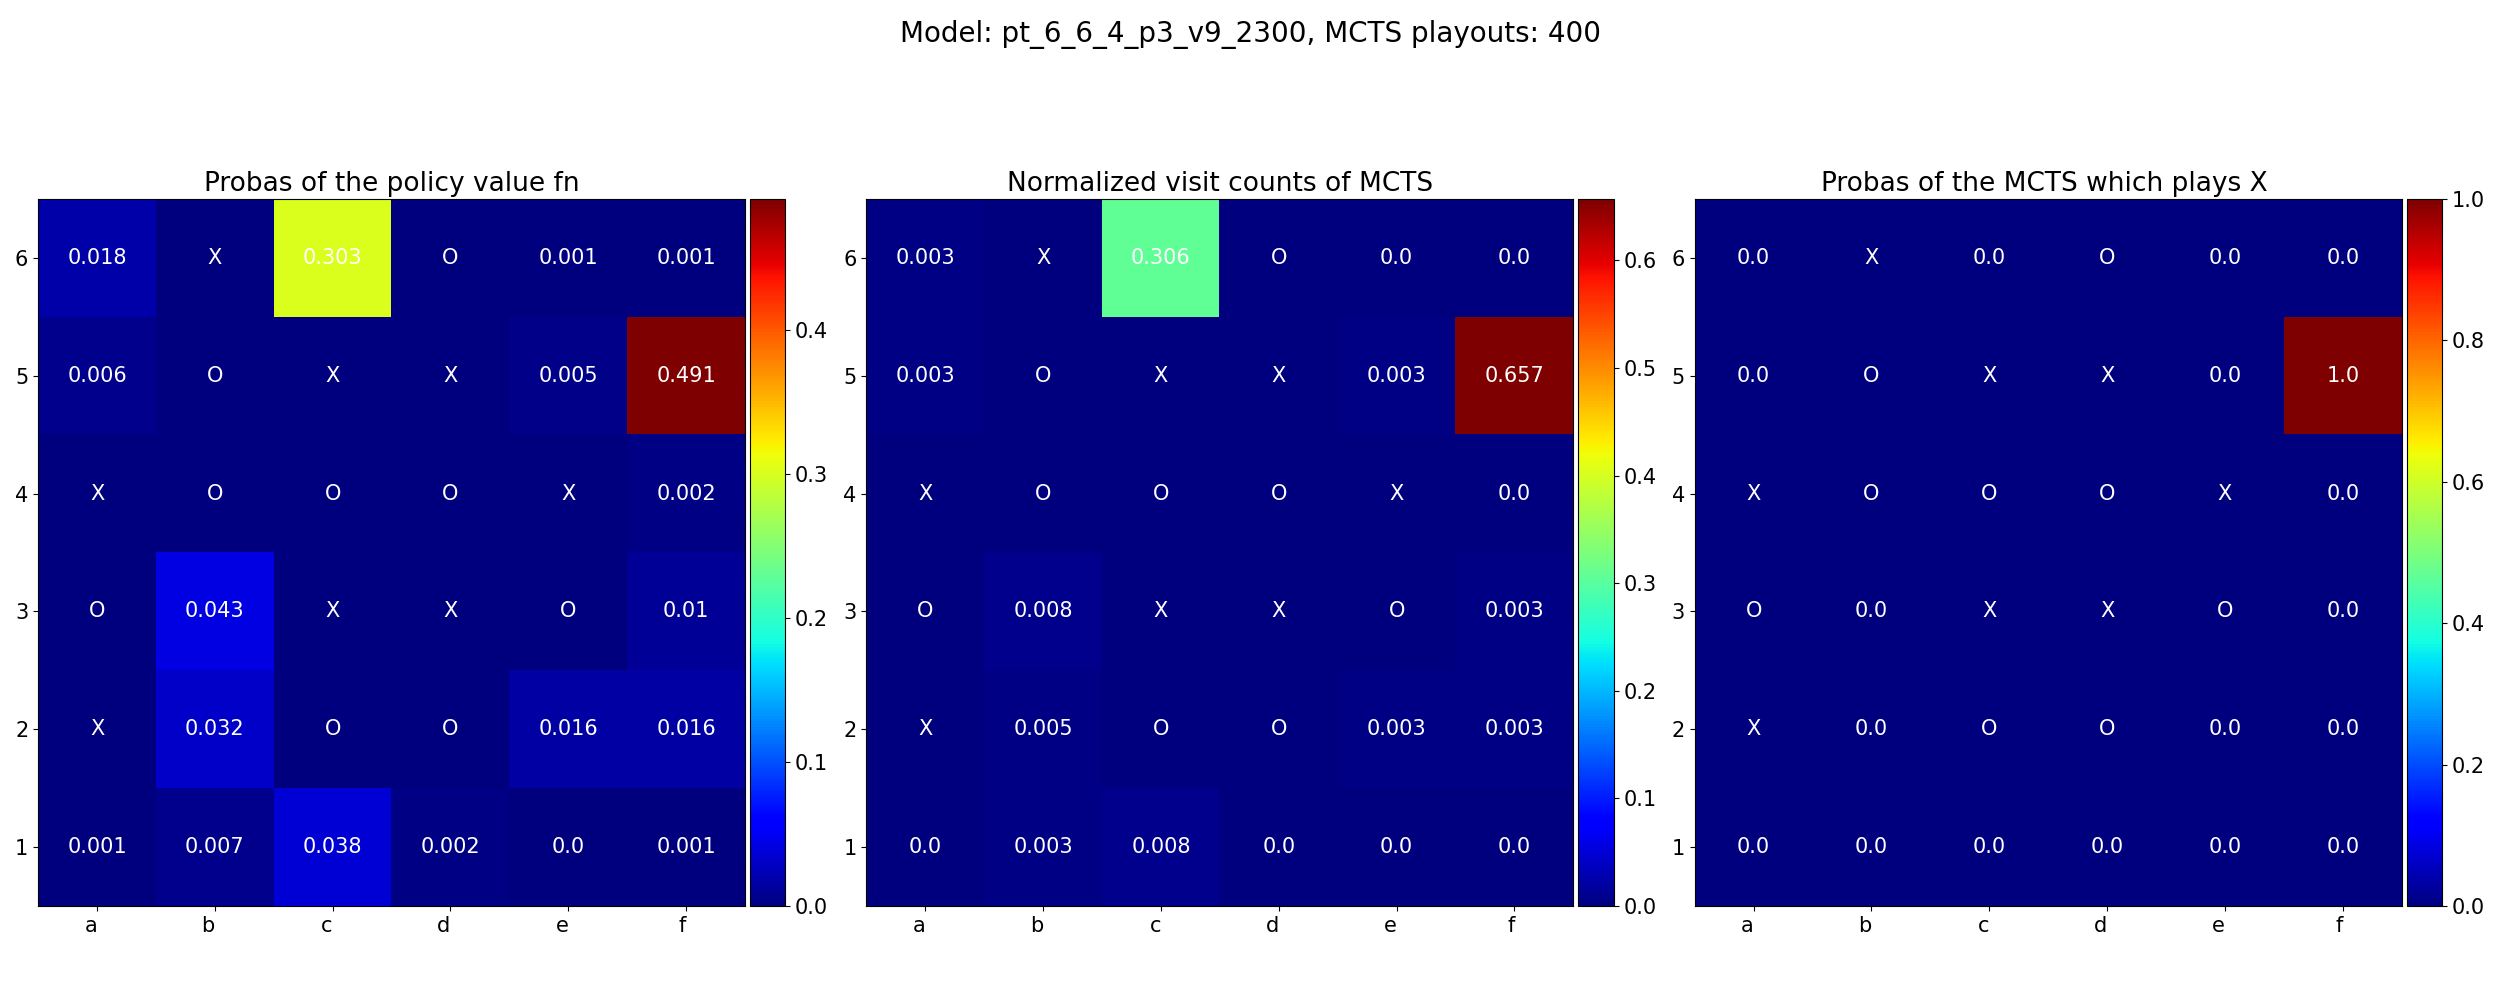 Model: pt_6_6_4_p3_v9_2300, MCTS playouts: 400
Probas of the policy value fn
6 0.018 X 0.303 O 0.001 0.001
5 0.006 O X X 0.005 0.491
4 X O O O X 0.002
3 O 0.043 X X O 0.01
2 X 0.032 O O 0.016 0.016
1 0.001 0.007 0.038 0.002 0.0 0.001
a b c d e f
0.4
0.3
0.2
0.1
0.0
Normalized visit counts of MCTS
6 0.003 X 0.306 O 0.0 0.0
5 0.003 O X X 0.003 0.657
4 X O O O X 0.0
3 O 0.008 X X O 0.003
2 X 0.005 O O 0.003 0.003
1 0.0 0.003 0.008 0.0 0.0 0.0
a b c d e f
0.6
0.5
0.4
0.3
0.2
0.1
0.0
Probas of the MCTS which plays X
6 0.0 X 0.0 O 0.0 0.0
5 0.0 O X X 0.0 1.0
4 X O O O X 0.0
3 O 0.0 X X O 0.0
2 X 0.0 O O 0.0 0.0
1 0.0 0.0 0.0 0.0 0.0 0.0
a b c d e f
1.0
0.8
0.6
0.4
0.2
0.0